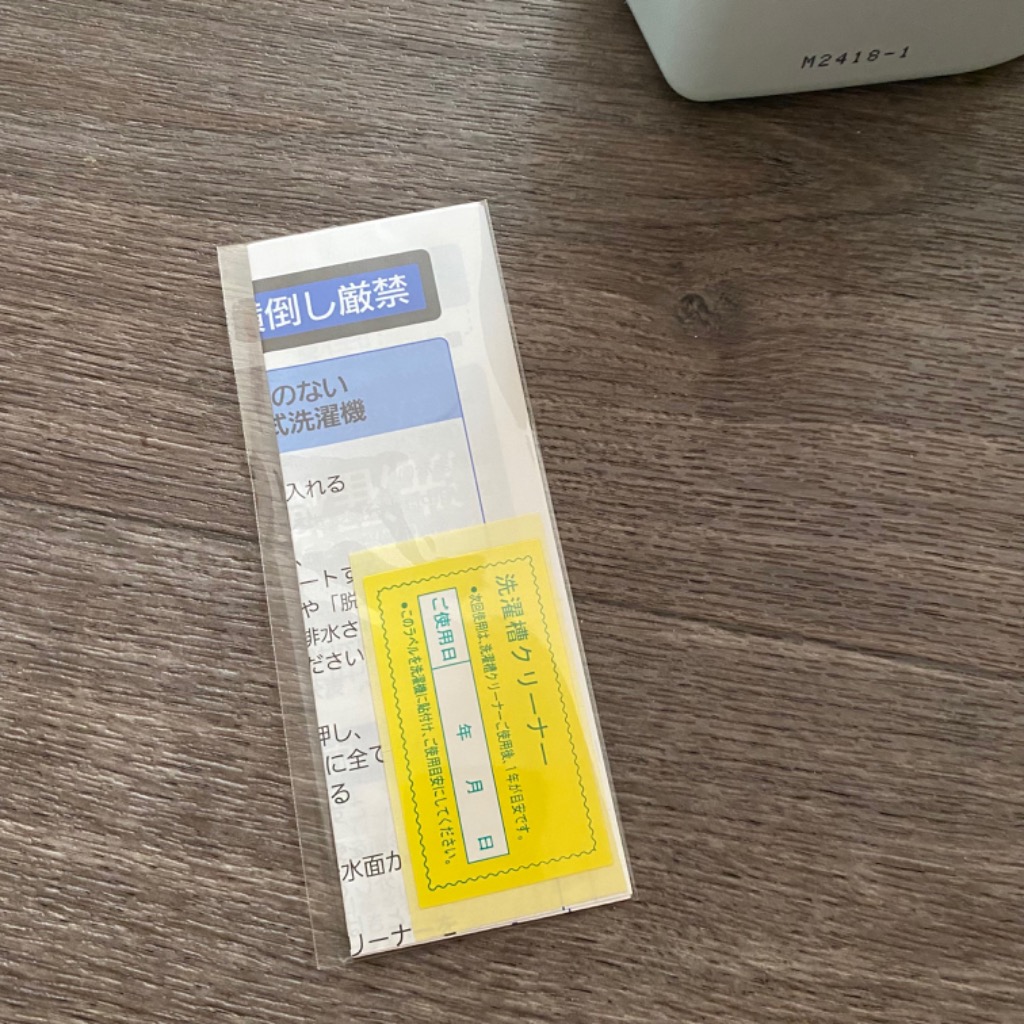 M2418-1
横倒し厳禁
のない
式洗濯機
入れる
ートす
や「脱
排水さ
ださい
押し、
に全て
る
水面か
リーナー
洗濯槽クリーナー
●次回使用は、洗濯槽クリーナーご使用後、1年が目安です。
ご使用日 年 月 日
●このラベルを洗濯機に貼付け、ご使用目安にしてください。